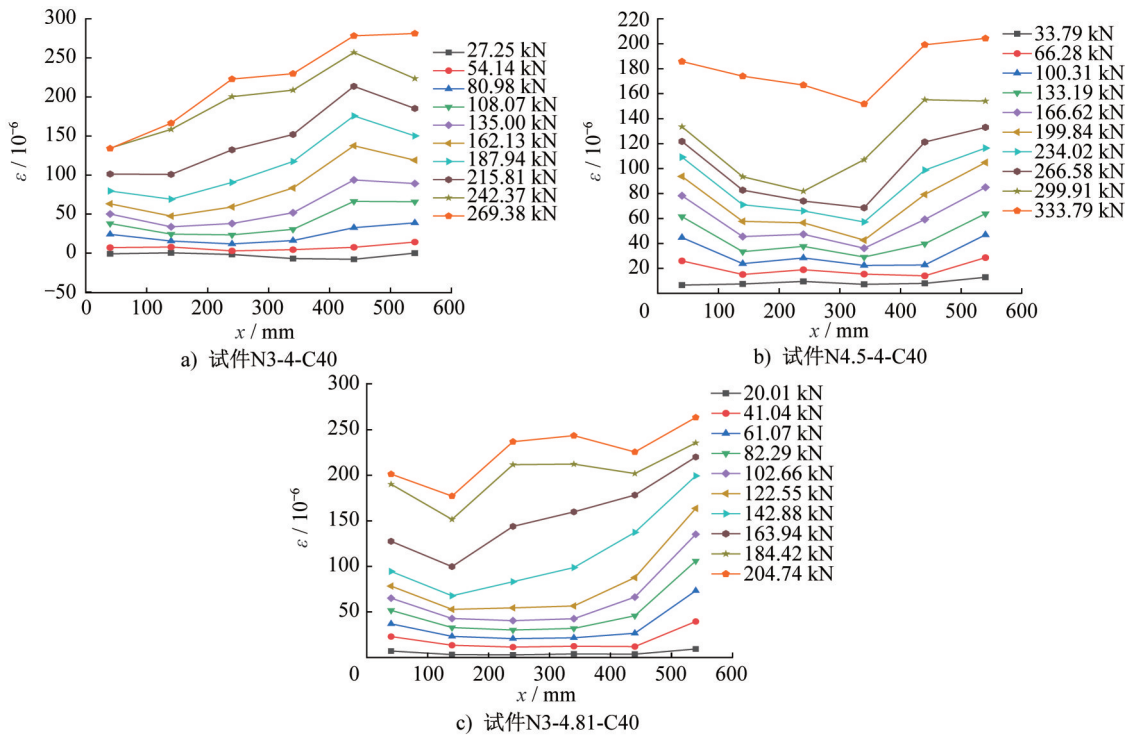 300
250
200
150
100
50
0
−50
ε / 10⁻⁶
0 100 200 300 400 500 600
x / mm
27.25 kN
54.14 kN
80.98 kN
108.07 kN
135.00 kN
162.13 kN
187.94 kN
215.81 kN
242.37 kN
269.38 kN
a) 试件N3-4-C40
220
200
180
160
140
120
100
80
60
40
20
ε / 10⁻⁶
0 100 200 300 400 500 600
x / mm
33.79 kN
66.28 kN
100.31 kN
133.19 kN
166.62 kN
199.84 kN
234.02 kN
266.58 kN
299.91 kN
333.79 kN
b) 试件N4.5-4-C40
300
250
200
150
100
50
ε / 10⁻⁶
0 100 200 300 400 500 600
x / mm
20.01 kN
41.04 kN
61.07 kN
82.29 kN
102.66 kN
122.55 kN
142.88 kN
163.94 kN
184.42 kN
204.74 kN
c) 试件N3-4.81-C40